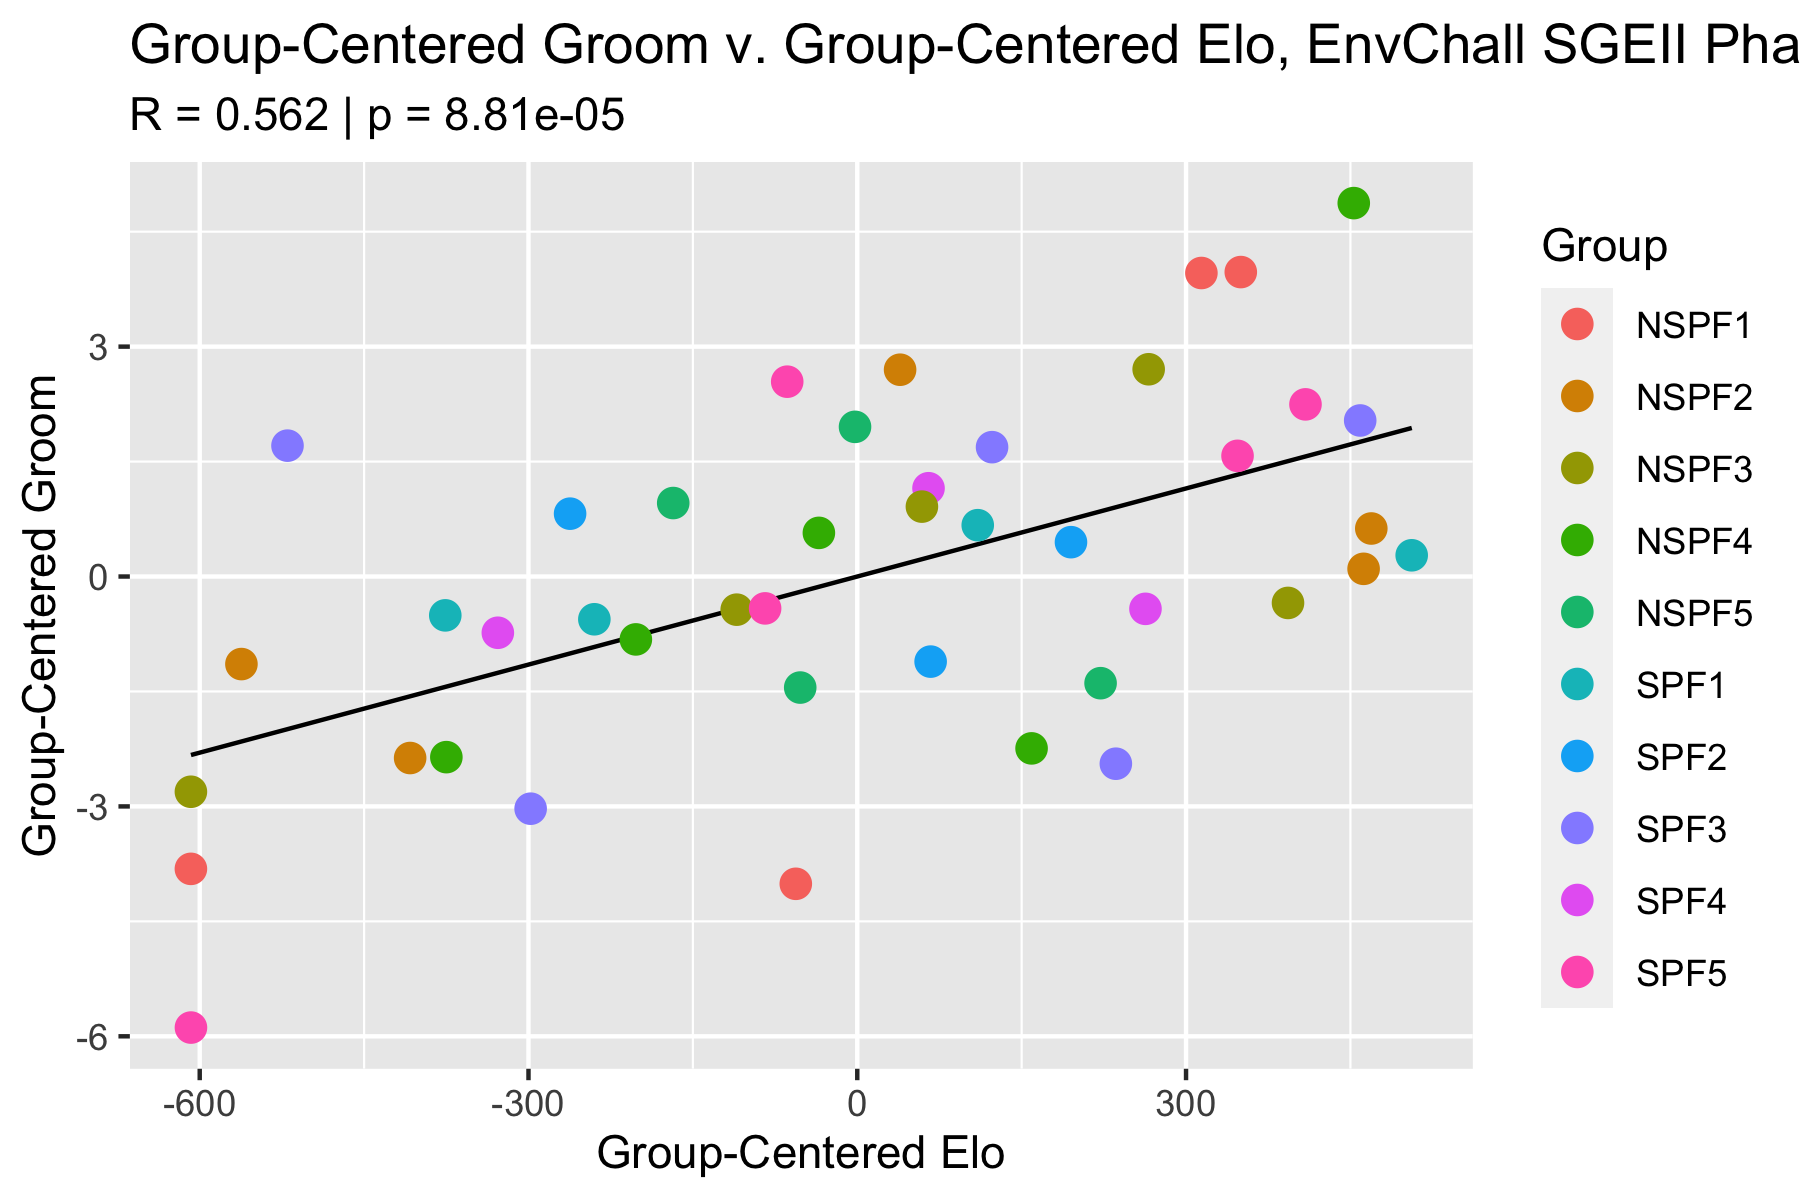 Group-Centered Groom v. Group-Centered Elo, EnvChall SGEII Pha
R = 0.562 | p = 8.81e-05
Group-Centered Groom
3
0
-3
-6
-600
-300
0
300
Group-Centered Elo
Group
NSPF1
NSPF2
NSPF3
NSPF4
NSPF5
SPF1
SPF2
SPF3
SPF4
SPF5